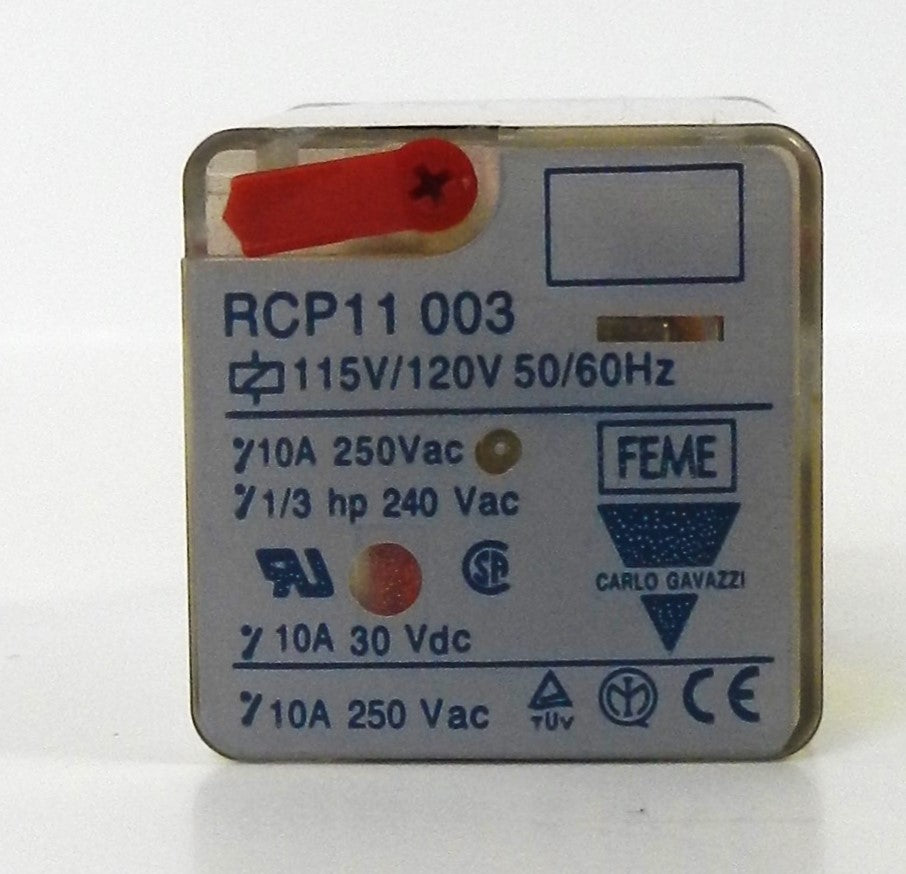 RCP11 003
115V/120V 50/60Hz
10A 250Vac
1/3 hp 240 Vac
FEME
CARLO GAVAZZI
10A 30 Vdc
10A 250 Vac
TÜV
CE